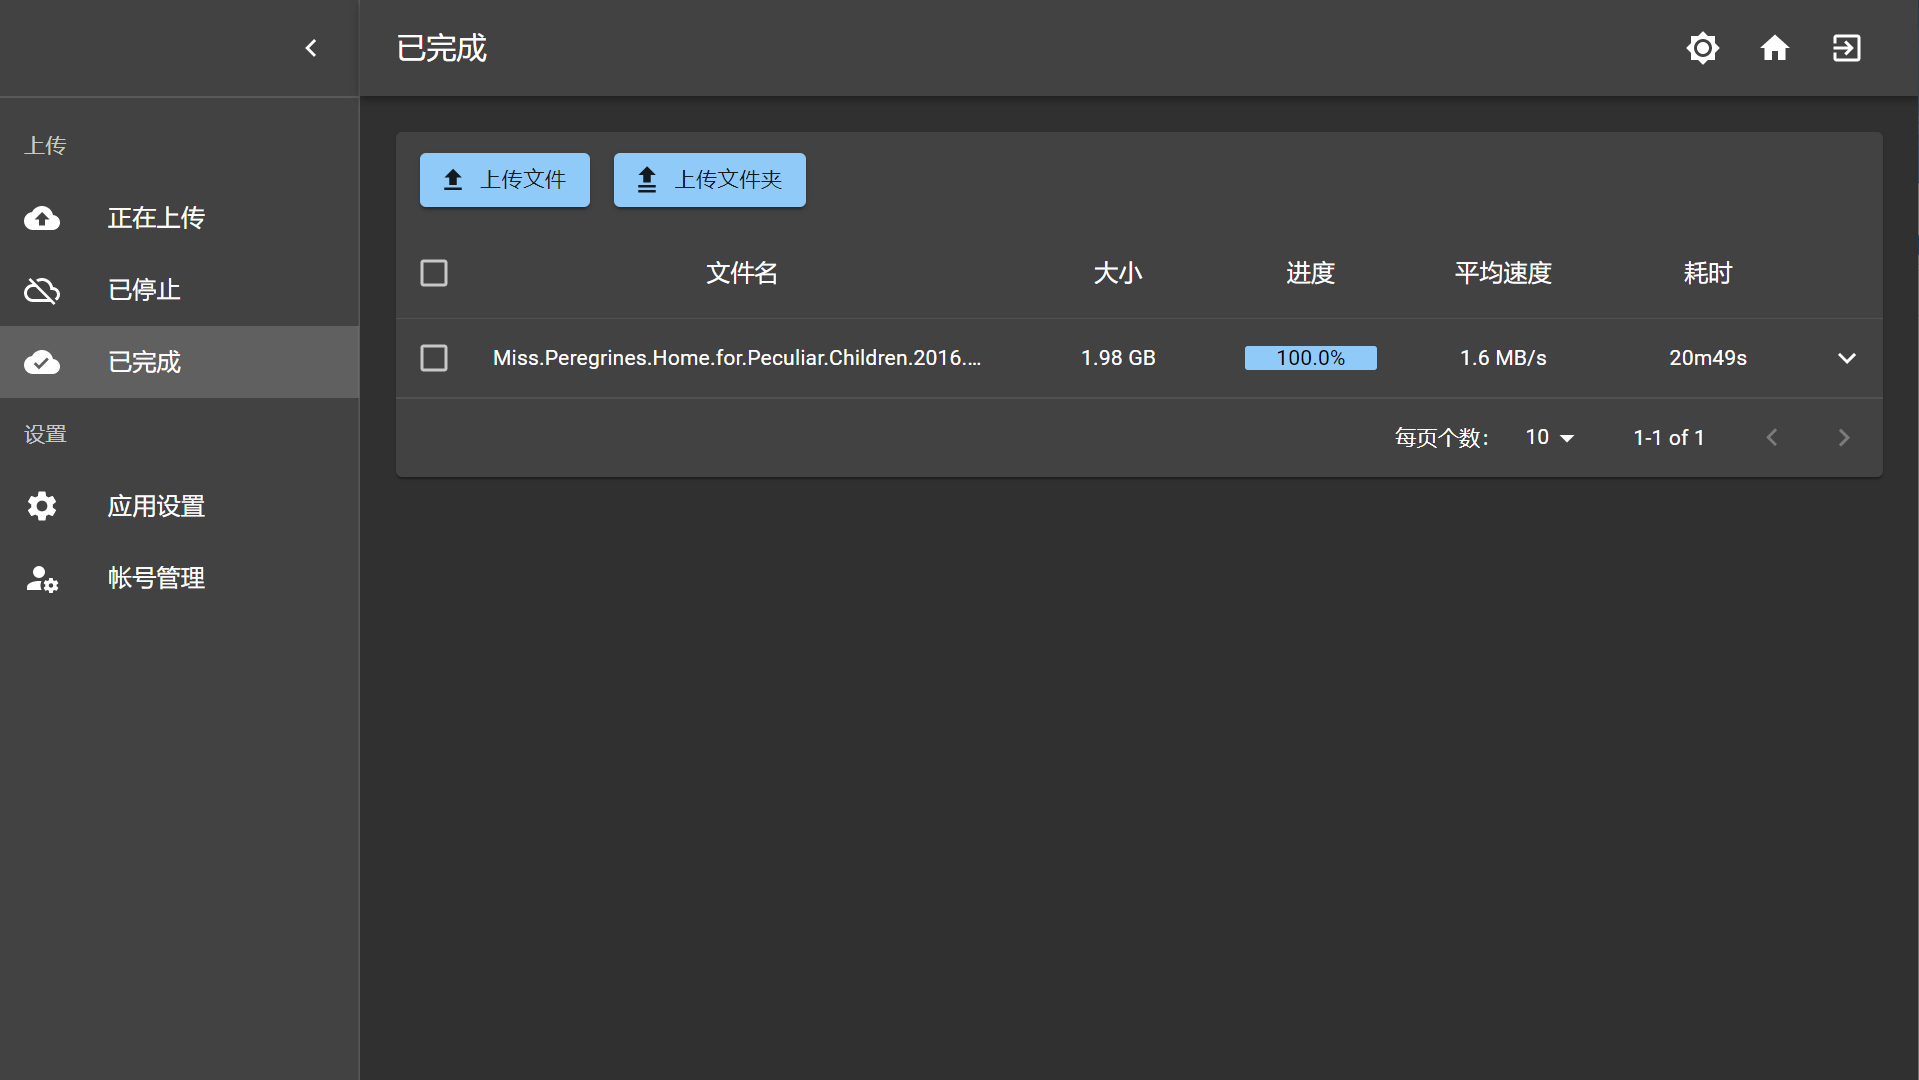 已完成
上传
正在上传
已停止
已完成
设置
应用设置
帐号管理
上传文件 上传文件夹
文件名 大小 进度 平均速度 耗时
Miss.Peregrines.Home.for.Peculiar.Children.2016.... 1.98 GB 100.0% 1.6 MB/s 20m49s
每页个数： 10 1-1 of 1